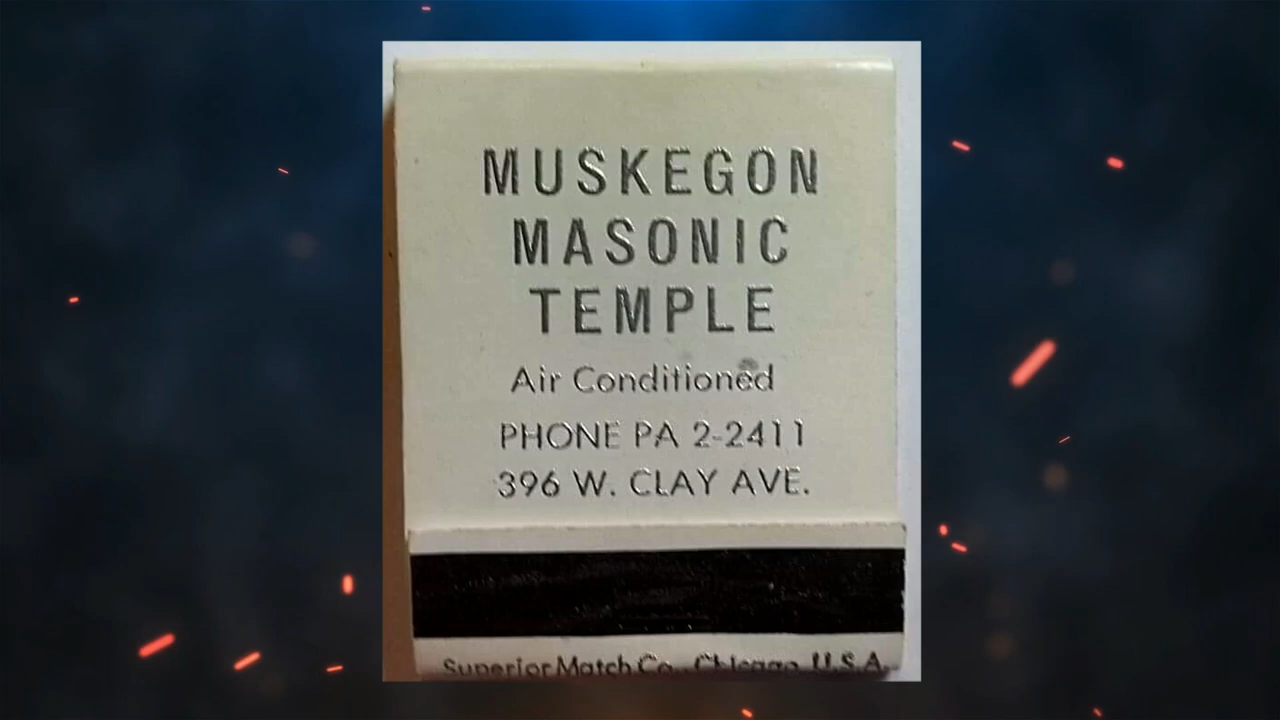 MUSKEGON
MASONIC
TEMPLE
Air Conditioned
PHONE PA 2-2411
396 W. CLAY AVE.
Superior Match Co., Chicago, U.S.A.